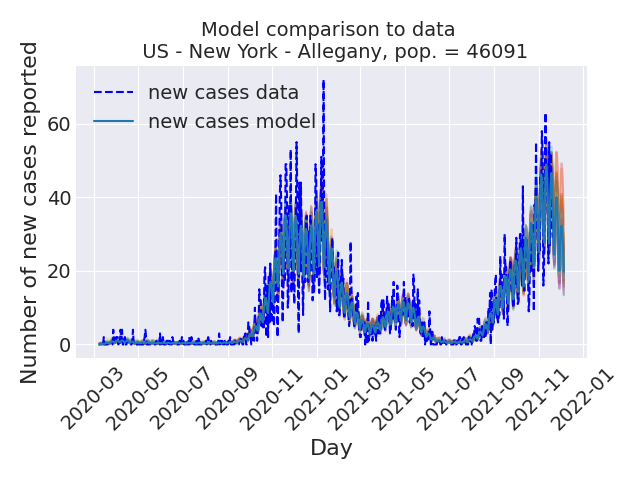 Model comparison to data
US - New York - Allegany, pop. = 46091
Number of new cases reported
new cases data
new cases model
60
40
20
0
2020-03
2020-05
2020-07
2020-09
2020-11
2021-01
2021-03
2021-05
2021-07
2021-09
2021-11
2022-01
Day